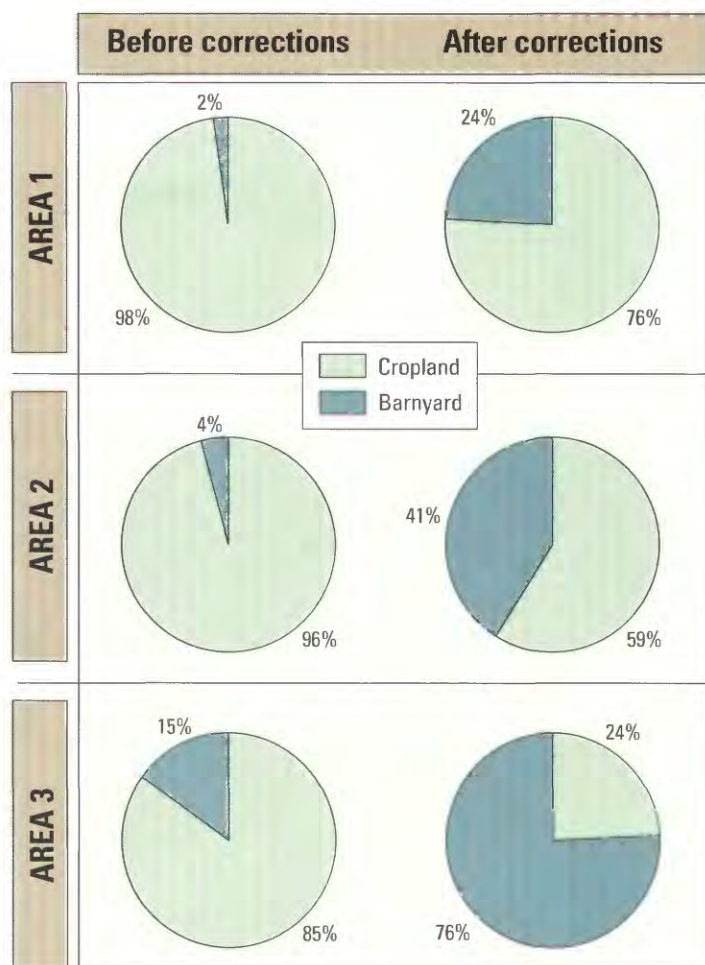 Before corrections
After corrections
AREA 1
2%
98%
24%
76%
Cropland
Barnyard
AREA 2
4%
96%
41%
59%
AREA 3
15%
85%
24%
76%